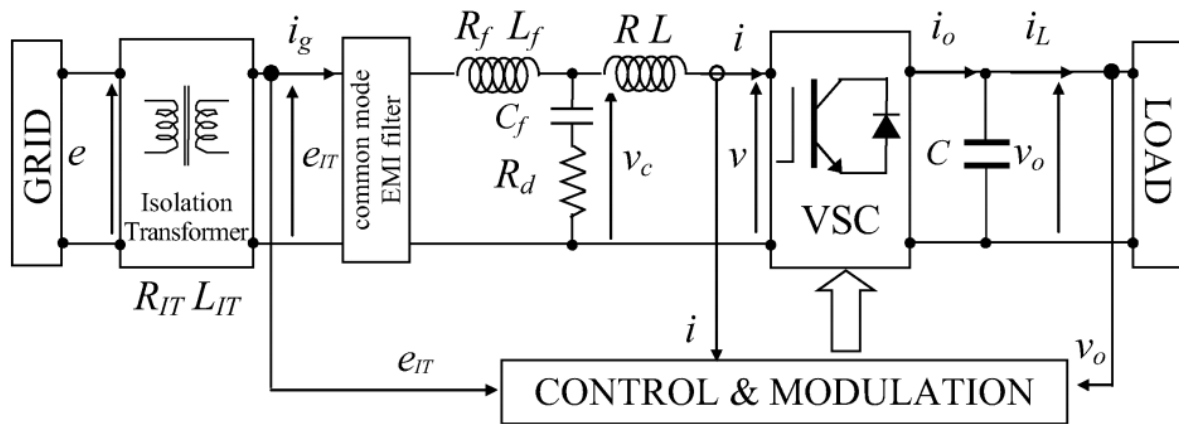 GRID
e
Isolation
Transformer
R_IT L_IT
i_g
e_IT
common mode
EMI filter
R_f L_f
C_f
R_d
v_c
R L
i
v
VSC
i_o
i_L
C
v_o
LOAD
i
e_IT
v_o
CONTROL & MODULATION